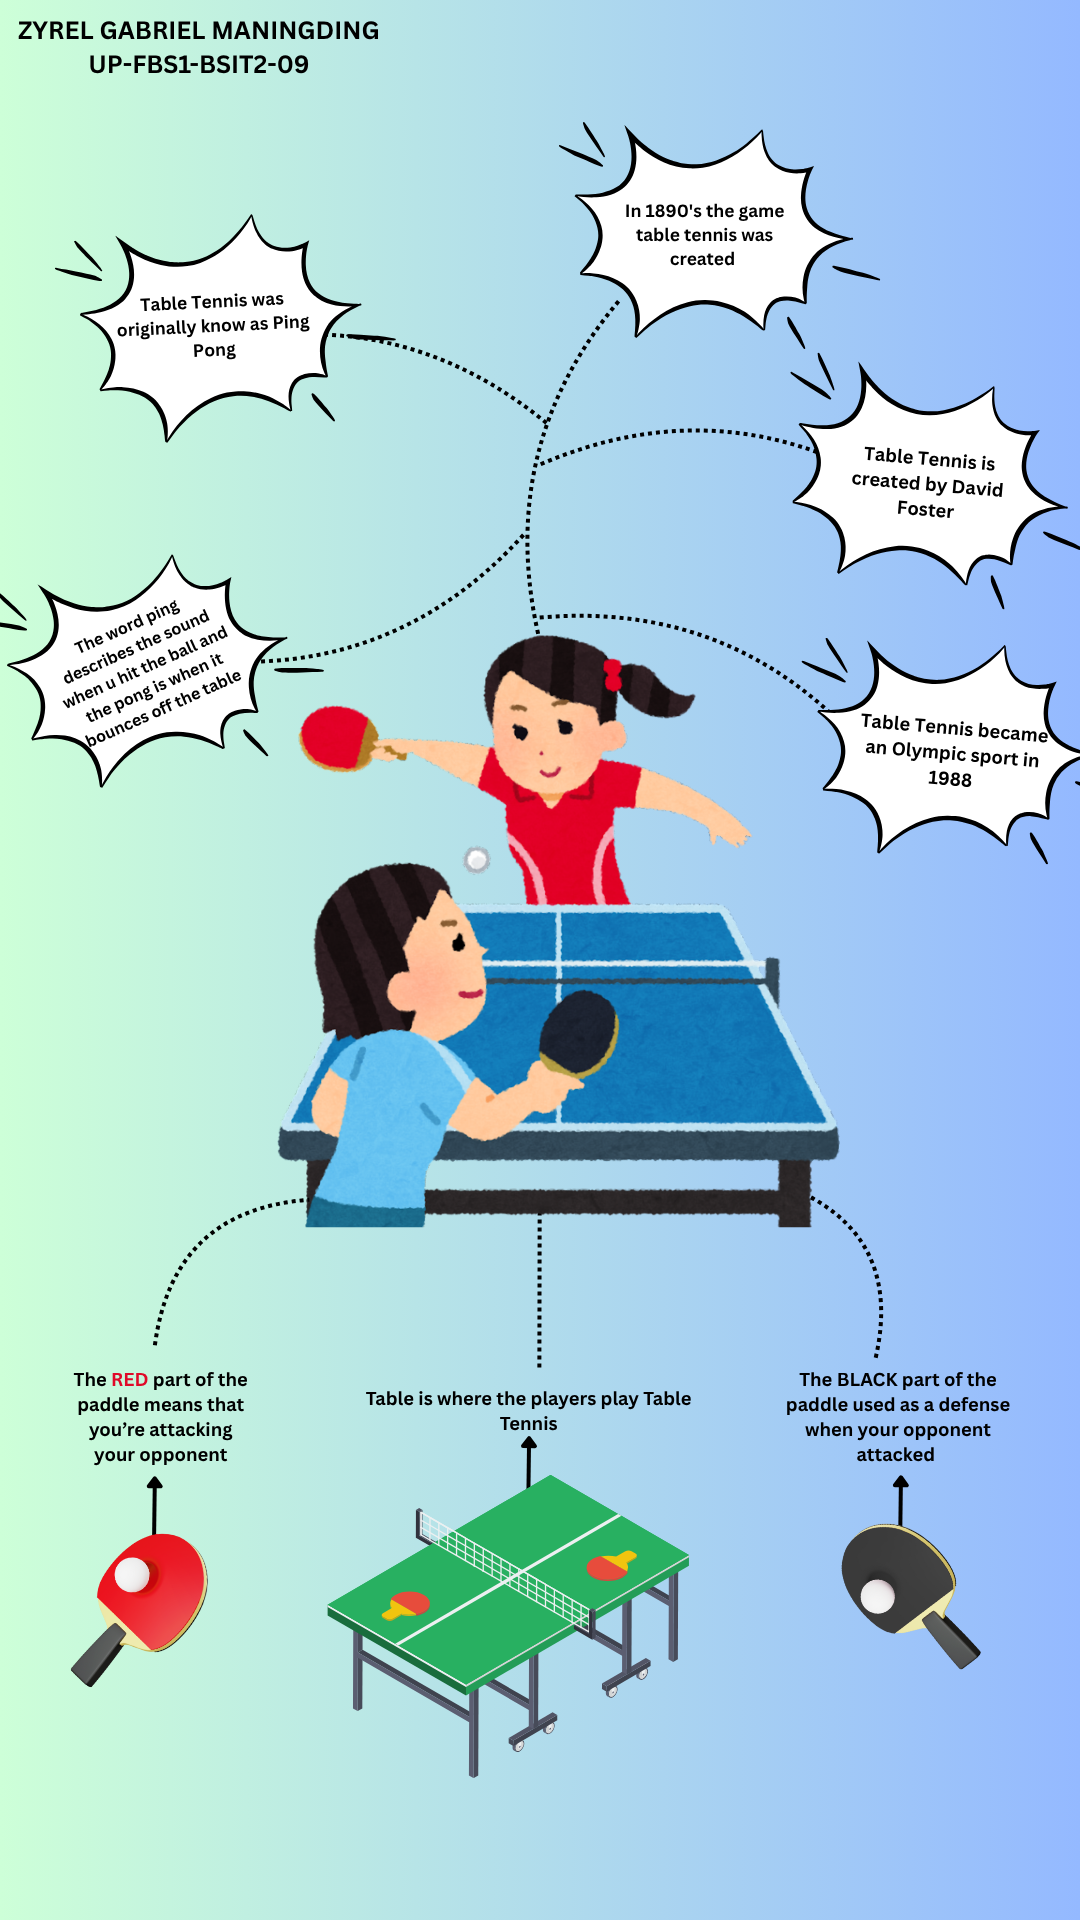 ZYREL GABRIEL MANINGDING
UP-FBS1-BSIT2-09
In 1890's the game
table tennis was
created
Table Tennis was
originally know as Ping
Pong
Table Tennis is
created by David
Foster
The word ping
describes the sound
when u hit the ball and
the pong is when it
bounces off the table
Table Tennis became
an Olympic sport in
1988
The RED part of the
paddle means that
you're attacking
your opponent
Table is where the players play Table
Tennis
The BLACK part of the
paddle used as a defense
when your opponent
attacked